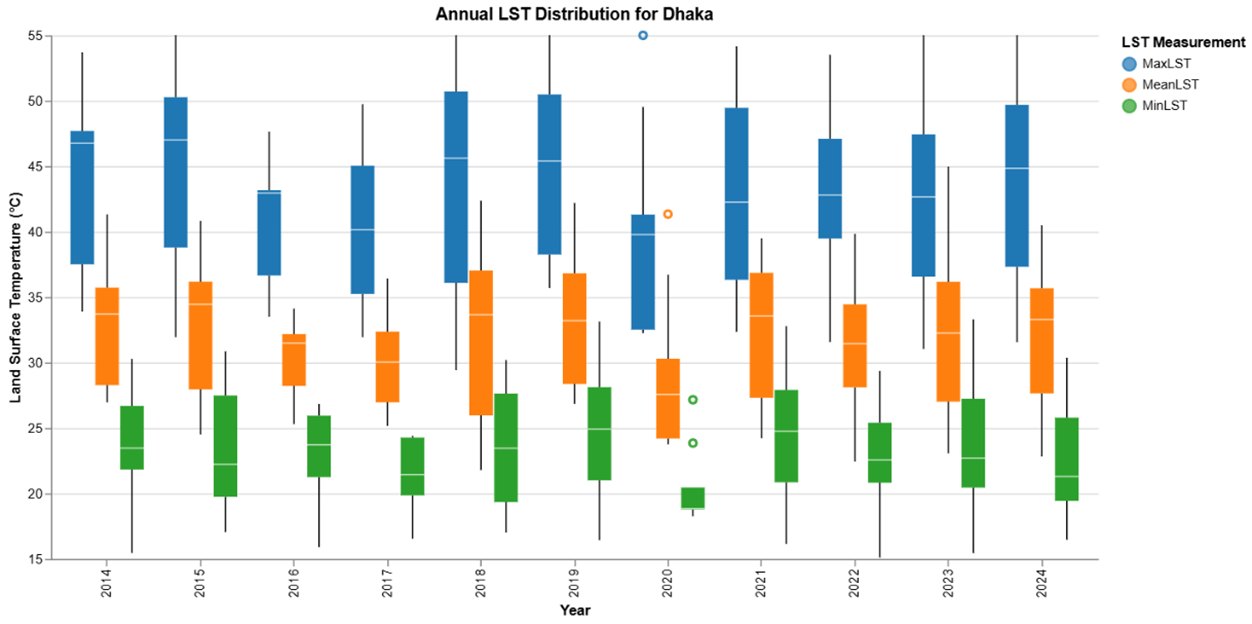 Annual LST Distribution for Dhaka
LST Measurement
MaxLST
MeanLST
MinLST
Land Surface Temperature (°C)
55
50
45
40
35
30
25
20
15
2014
2015
2016
2017
2018
2019
2020
2021
2022
2023
2024
Year